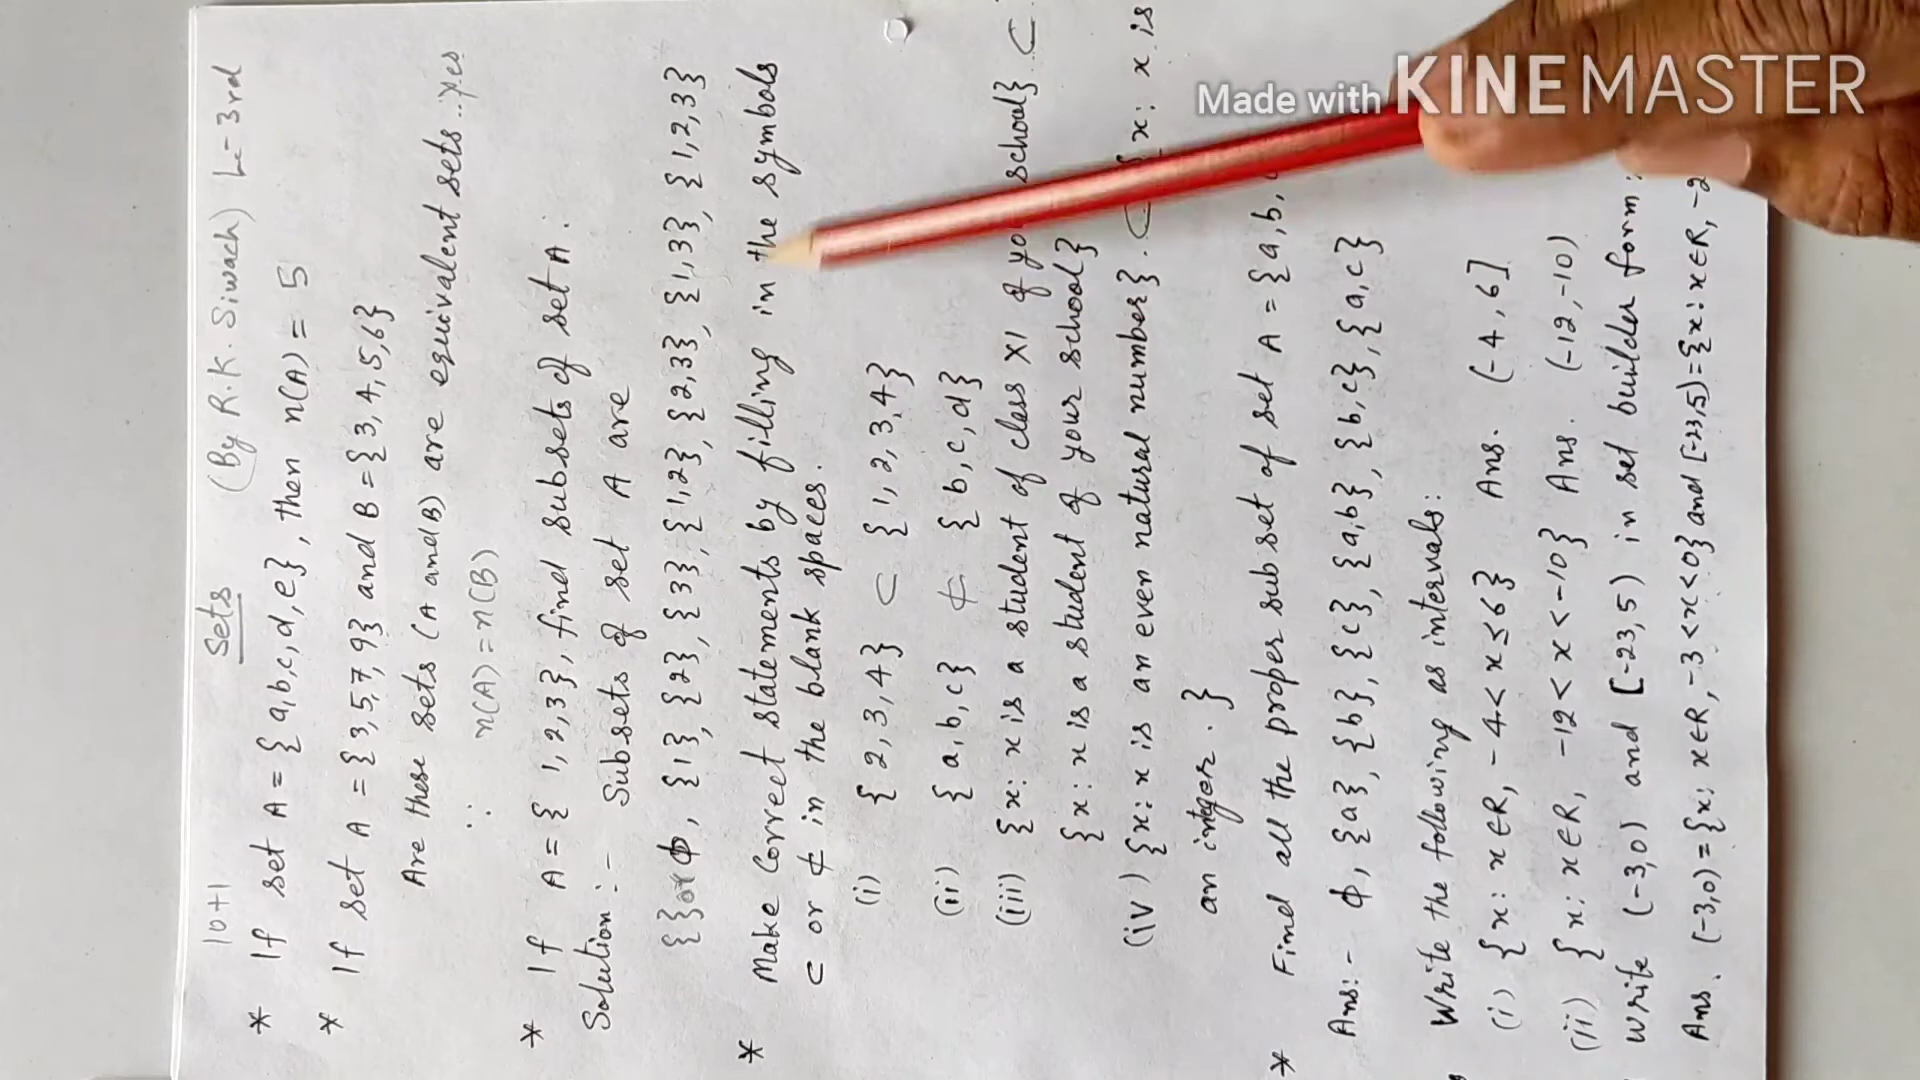 10+1 Sets (By R.K. Siwach) Lc-3rd
* If set A = {a,b,c,d,e}, then n(A) = 5
* If set A = {3,5,7,9} and B = {3,4,5,6}
Are these sets (A and B) are equivalent sets...Yes
∵ n(A) = n(B)
* If A = {1,2,3}, find subsets of set A.
Solution:- Subsets of set A are
{} or ϕ, {1}, {2}, {3}, {1,2}, {2,3}, {1,3}, {1,2,3}
* Make Correct statements by filling in the symbols
⊂ or ⊄ in the blank spaces.
(i) {2,3,4} ⊂ {1,2,3,4}
(ii) {a,b,c} ⊄ {b,c,d}
(iii) {x: x is a student of class XI of school} ⊂
{x: x is a student of your school}
(iv) {x: x is an even natural number} . ⊂ {x: x is
an integer.}
* Find all the proper subset of set A = {a,b,
Ans:- ϕ, {a}, {b}, {c}, {a,b}, {b,c}, {a,c}
Write the following as intervals:
(i) {x: x∈R, -4 < x ≤ 6} Ans. (-4,6]
(ii) {x: x∈R, -12 < x < -10} Ans. (-12,-10)
Write (-3,0) and [-23,5) in set builder form:
Ans. (-3,0) = {x: x∈R, -3 < x < 0} and [-23,5) = {x: x∈R, -2
Made with KINEMASTER